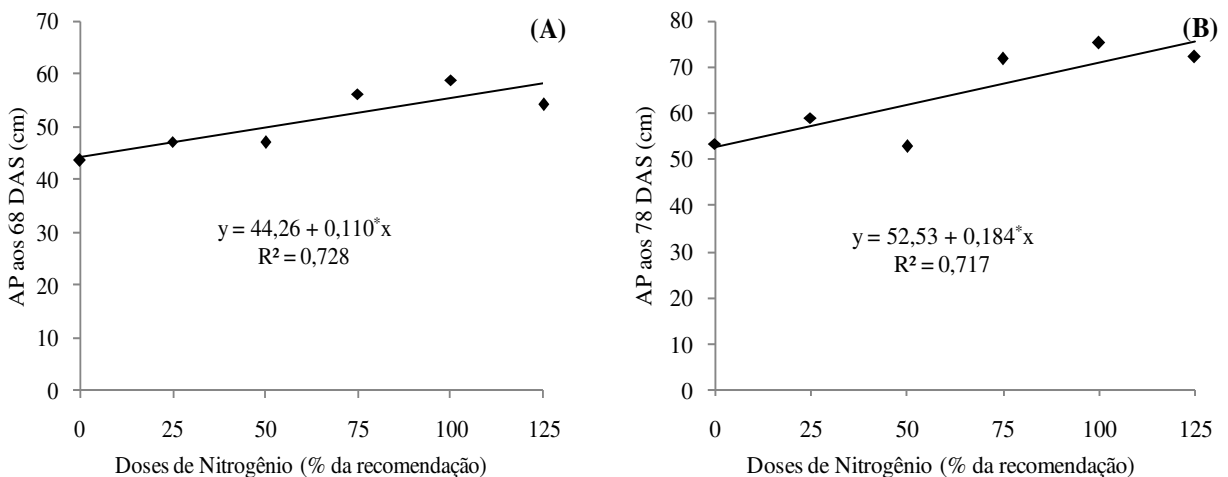 (A)
AP aos 68 DAS (cm)
70
60
50
40
30
20
10
0
y = 44,26 + 0,110*x
R² = 0,728
0 25 50 75 100 125
Doses de Nitrogênio (% da recomendação)
(B)
AP aos 78 DAS (cm)
80
70
60
50
40
30
20
10
0
y = 52,53 + 0,184*x
R² = 0,717
0 25 50 75 100 125
Doses de Nitrogênio (% da recomendação)